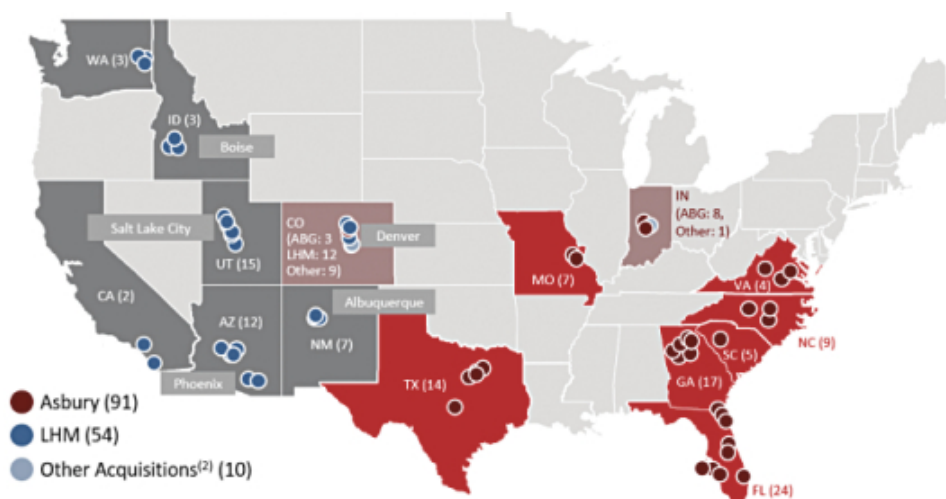 WA (3)
ID (3)
Boise
Salt Lake City
UT (15)
CO
(ABG: 3
LHM: 12
Other: 9)
Denver
IN
(ABG: 8,
Other: 1)
MO (7)
VA (4)
CA (2)
AZ (12)
Albuquerque
NM (7)
NC (9)
SC (5)
GA (17)
TX (14)
Phoenix
FL (24)
Asbury (91)
LHM (54)
Other Acquisitions(2) (10)